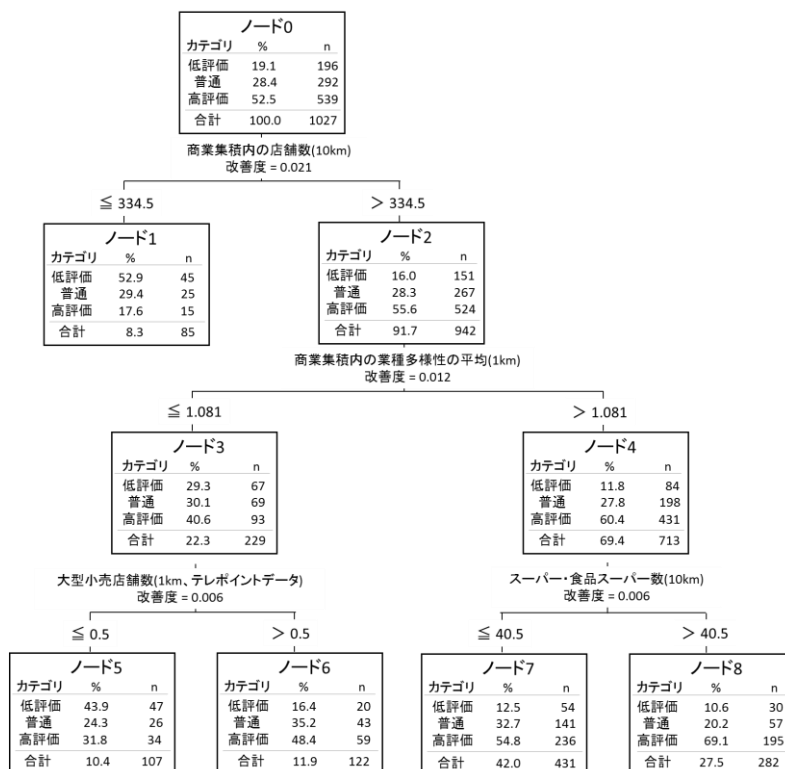 ノード0
カテゴリ % n
低評価 19.1 196
普通 28.4 292
高評価 52.5 539
合計 100.0 1027
商業集積内の店舗数(10km)
改善度 = 0.021
≦ 334.5 > 334.5
ノード1
カテゴリ % n
低評価 52.9 45
普通 29.4 25
高評価 17.6 15
合計 8.3 85
ノード2
カテゴリ % n
低評価 16.0 151
普通 28.3 267
高評価 55.6 524
合計 91.7 942
商業集積内の業種多様性の平均(1km)
改善度 = 0.012
≦ 1.081 > 1.081
ノード3
カテゴリ % n
低評価 29.3 67
普通 30.1 69
高評価 40.6 93
合計 22.3 229
ノード4
カテゴリ % n
低評価 11.8 84
普通 27.8 198
高評価 60.4 431
合計 69.4 713
大型小売店舗数(1km、テレポイントデータ)
改善度 = 0.006
≦ 0.5 > 0.5
スーパー・食品スーパー数(10km)
改善度 = 0.006
≦ 40.5 > 40.5
ノード5
カテゴリ % n
低評価 43.9 47
普通 24.3 26
高評価 31.8 34
合計 10.4 107
ノード6
カテゴリ % n
低評価 16.4 20
普通 35.2 43
高評価 48.4 59
合計 11.9 122
ノード7
カテゴリ % n
低評価 12.5 54
普通 32.7 141
高評価 54.8 236
合計 42.0 431
ノード8
カテゴリ % n
低評価 10.6 30
普通 20.2 57
高評価 69.1 195
合計 27.5 282